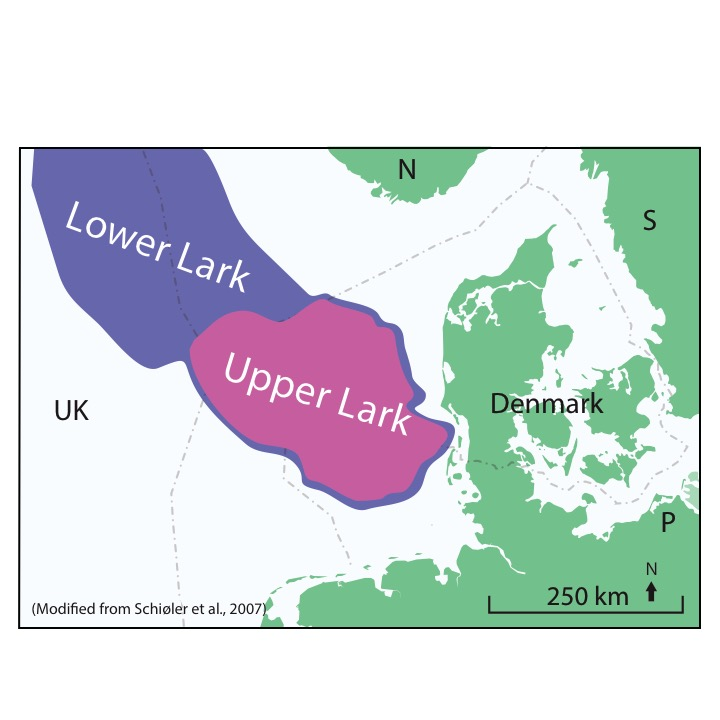 N
S
Lower Lark
Upper Lark
UK
Denmark
P
N
250 km
(Modified from Schiøler et al., 2007)